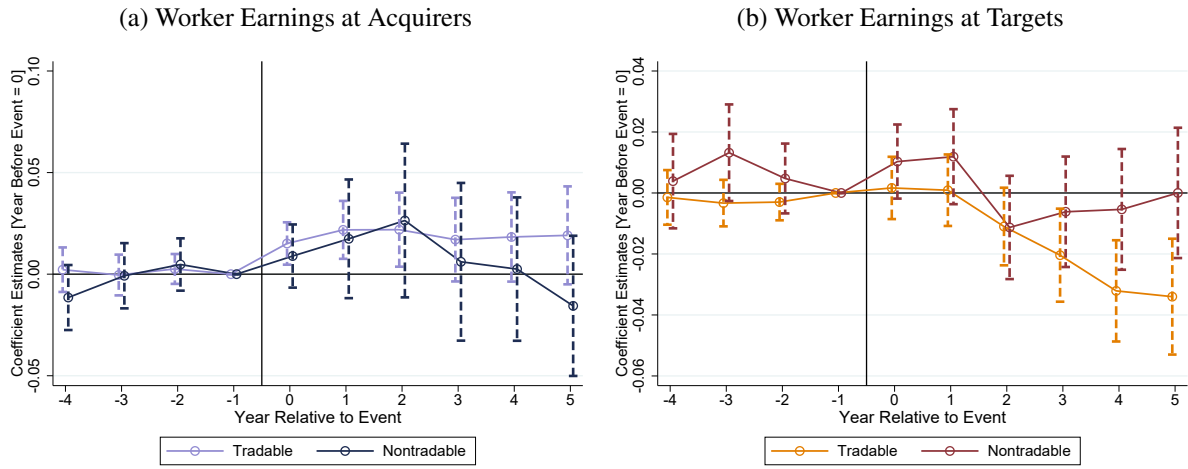 (a) Worker Earnings at Acquirers
Coefficient Estimates [Year Before Event = 0]
0.10
0.05
0.00
-0.05
-4 -3 -2 -1 0 1 2 3 4 5
Year Relative to Event
Tradable Nontradable
(b) Worker Earnings at Targets
Coefficient Estimates [Year Before Event = 0]
0.04
0.02
0.00
-0.02
-0.04
-0.06
-4 -3 -2 -1 0 1 2 3 4 5
Year Relative to Event
Tradable Nontradable